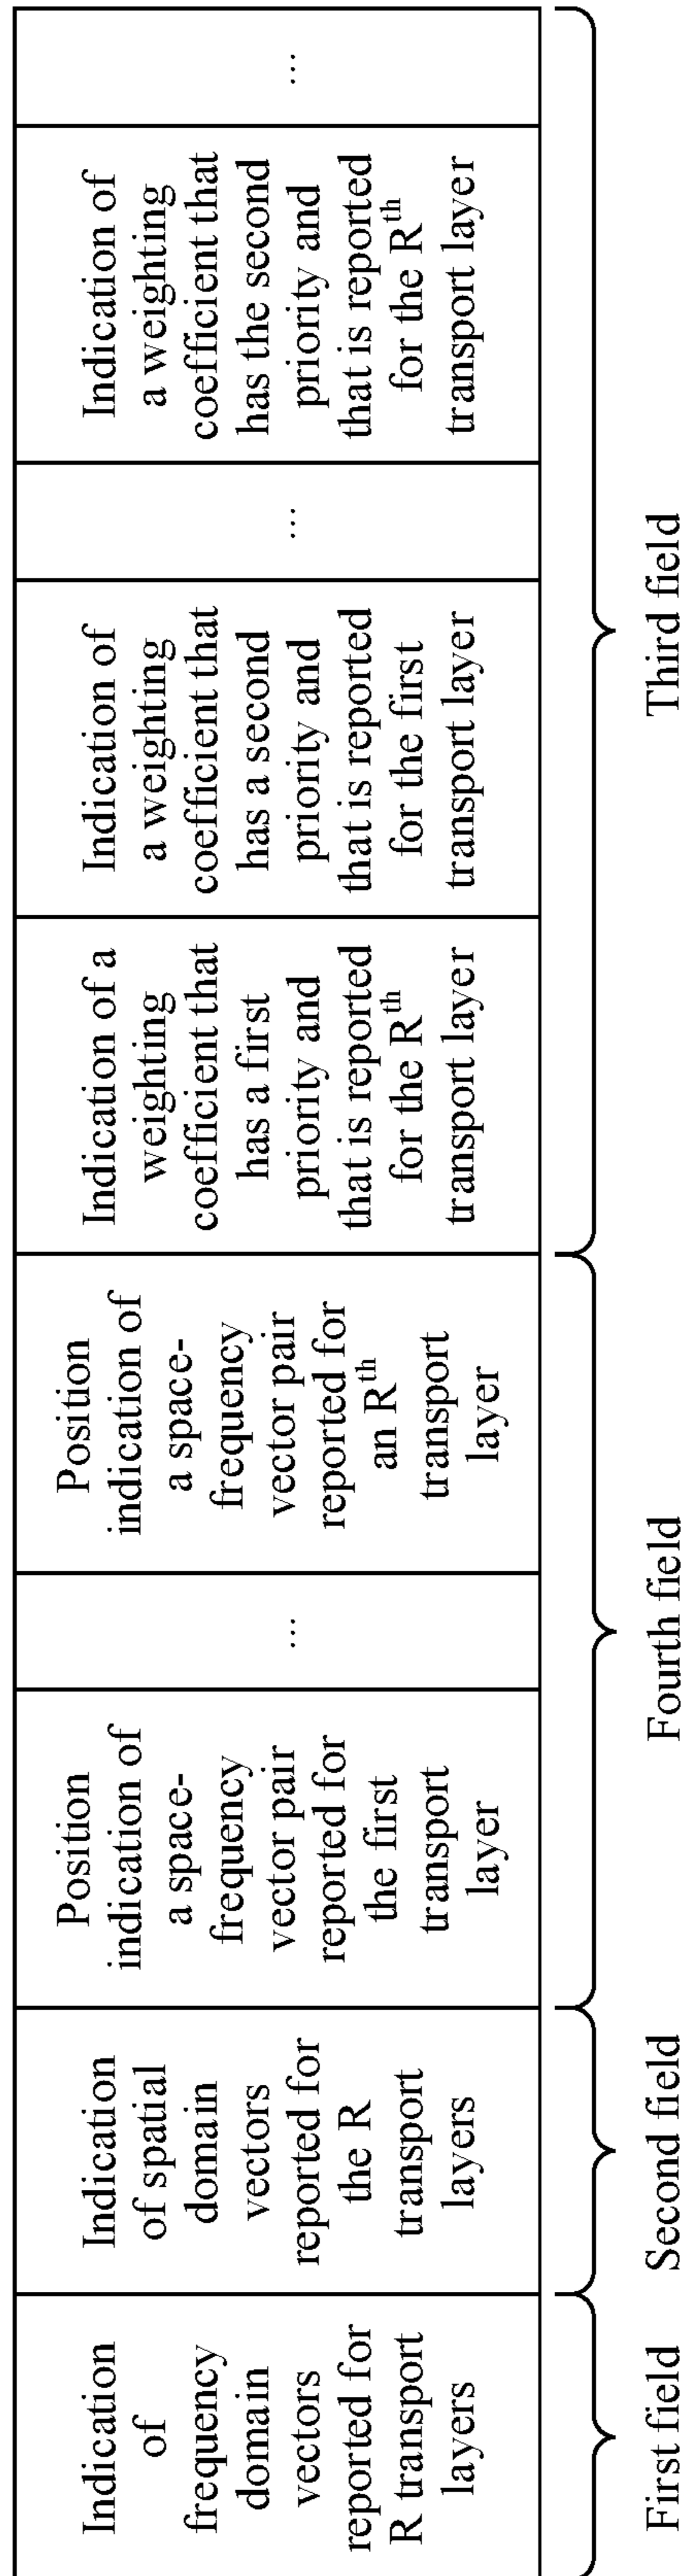 Indication
of
frequency
domain
vectors
reported for
R transport
layers
Indication
of spatial
domain
vectors
reported for
the R
transport
layers
Position
indication of
a space-
frequency
vector pair
reported for
the first
transport
layer
...
Position
indication of
a space-
frequency
vector pair
reported for
an Rth
transport
layer
Indication of a
weighting
coefficient that
has a first
priority and
that is reported
for the Rth
transport layer
Indication of
a weighting
coefficient that
has a second
priority and
that is reported
for the first
transport layer
...
Indication of
a weighting
coefficient that
has the second
priority and
that is reported
for the Rth
transport layer
...
First field
Second field
Fourth field
Third field